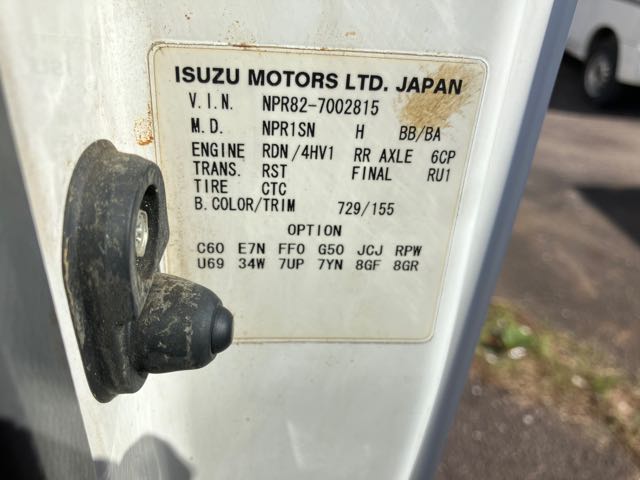 ISUZU MOTORS LTD. JAPAN
V.I.N. NPR82-7002815
M.D. NPR1SN H BB/BA
ENGINE RDN/4HV1 RR AXLE 6CP
TRANS. RST FINAL RU1
TIRE CTC
B.COLOR/TRIM 729/155
OPTION
C60 E7N FF0 G50 JCJ RPW
U69 34W 7UP 7YN 8GF 8GR